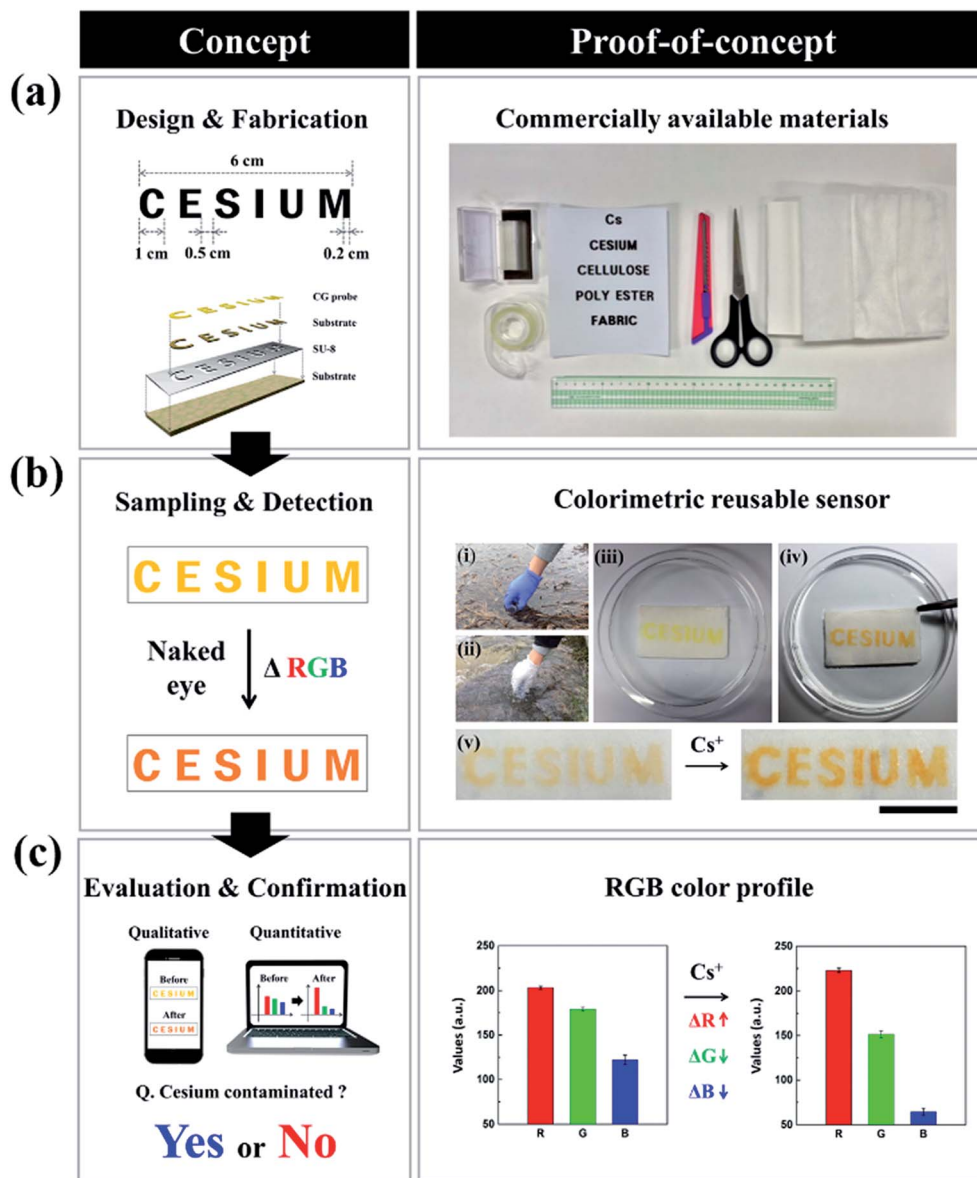 Concept
Proof-of-concept
(a)
Design & Fabrication
6 cm
CESIUM
1 cm
0.5 cm
0.2 cm
CESIUM
CG probe
CESIUM
Substrate
CESIUM
SU-8
Substrate
Commercially available materials
Cs
CESIUM
CELLULOSE
POLY ESTER
FABRIC
(b)
Sampling & Detection
CESIUM
Naked
eye
Δ RGB
CESIUM
Colorimetric reusable sensor
(i)
(ii)
(iii)
CESIUM
(iv)
CESIUM
(v)
CESIUM
Cs⁺
CESIUM
(c)
Evaluation & Confirmation
Qualitative
Before
CESIUM
After
CESIUM
Quantitative
Before
After
Q. Cesium contaminated ?
Yes or No
RGB color profile
Values (a.u.)
250
200
150
100
50
R G B
Cs⁺
ΔR↑
ΔG↓
ΔB↓
Values (a.u.)
250
200
150
100
50
R G B